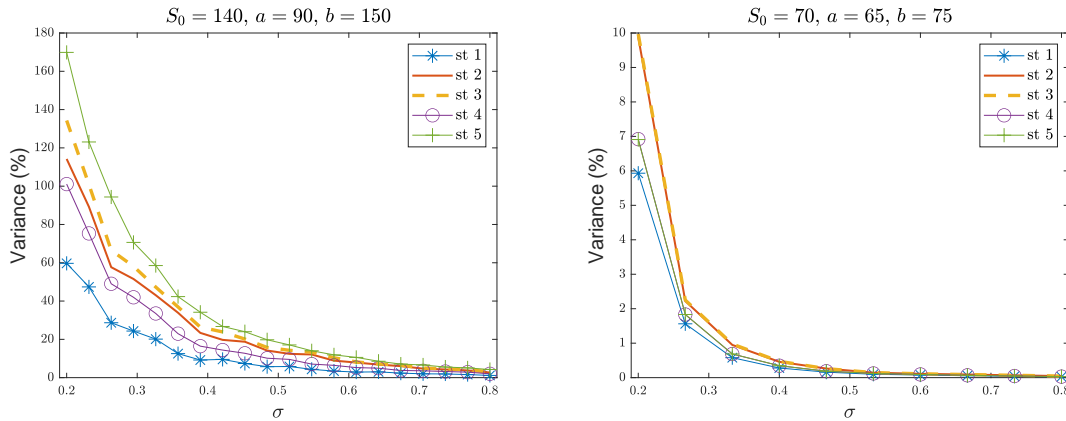 S₀ = 140, a = 90, b = 150
180
160
140
120
100
80
60
40
20
0
Variance (%)
0.2 0.3 0.4 0.5 0.6 0.7 0.8
σ
st 1
st 2
st 3
st 4
st 5
S₀ = 70, a = 65, b = 75
10
9
8
7
6
5
4
3
2
1
0
Variance (%)
0.2 0.3 0.4 0.5 0.6 0.7 0.8
σ
st 1
st 2
st 3
st 4
st 5